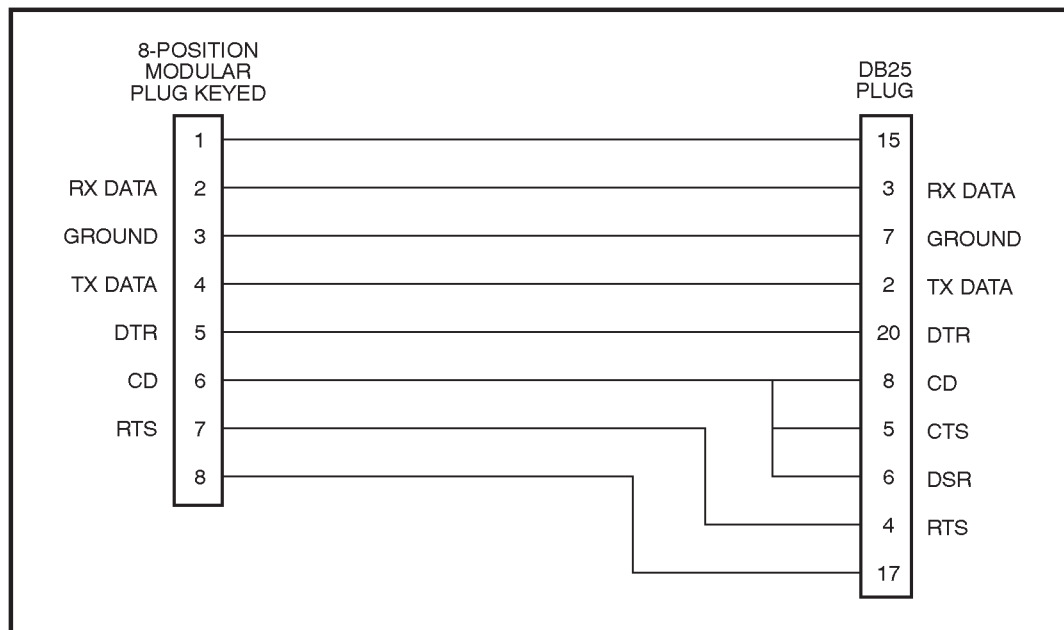 8-POSITION
MODULAR
PLUG KEYED
DB25
PLUG
1 15
RX DATA 2 3 RX DATA
GROUND 3 7 GROUND
TX DATA 4 2 TX DATA
DTR 5 20 DTR
CD 6 8 CD
RTS 7 5 CTS
8 6 DSR
4 RTS
17